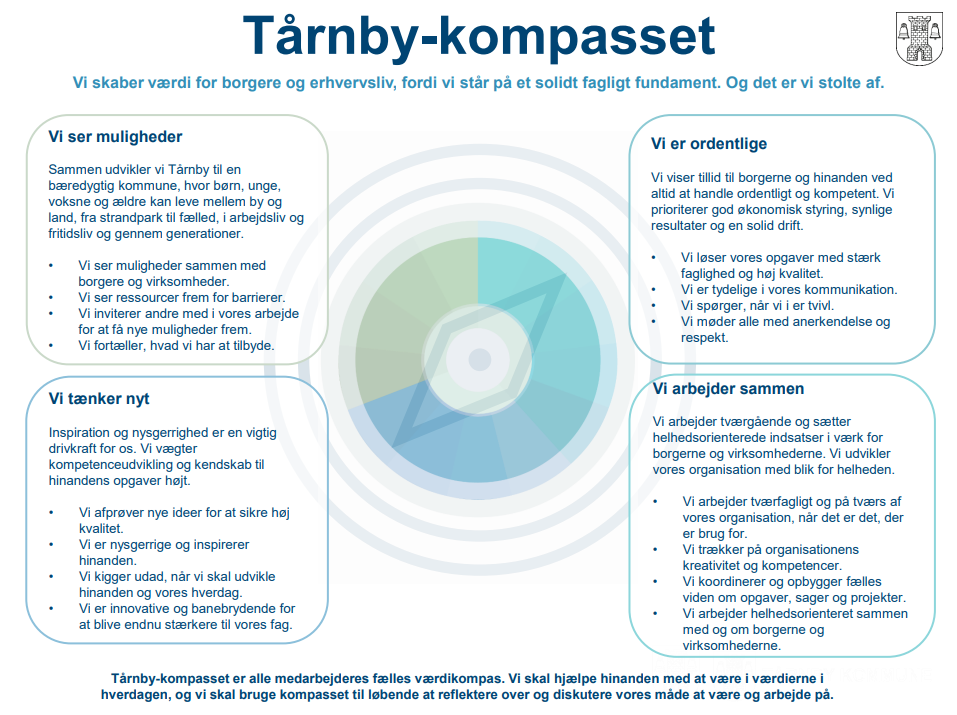 Tårnby-kompasset
Vi skaber værdi for borgere og erhvervsliv, fordi vi står på et solidt fagligt fundament. Og det er vi stolte af.
Vi ser muligheder
Sammen udvikler vi Tårnby til en
bæredygtig kommune, hvor børn, unge,
voksne og ældre kan leve mellem by og
land, fra strandpark til fælled, i arbejdsliv og
fritidsliv og gennem generationer.
• Vi ser muligheder sammen med
borgere og virksomheder.
• Vi ser ressourcer frem for barrierer.
• Vi inviterer andre med i vores arbejde
for at få nye muligheder frem.
• Vi fortæller, hvad vi har at tilbyde.
Vi er ordentlige
Vi viser tillid til borgerne og hinanden ved
altid at handle ordentligt og kompetent. Vi
prioriterer god økonomisk styring, synlige
resultater og en solid drift.
• Vi løser vores opgaver med stærk
faglighed og høj kvalitet.
• Vi er tydelige i vores kommunikation.
• Vi spørger, når vi i er tvivl.
• Vi møder alle med anerkendelse og
respekt.
Vi tænker nyt
Inspiration og nysgerrighed er en vigtig
drivkraft for os. Vi vægter
kompetenceudvikling og kendskab til
hinandens opgaver højt.
• Vi afprøver nye ideer for at sikre høj
kvalitet.
• Vi er nysgerrige og inspirerer
hinanden.
• Vi kigger udad, når vi skal udvikle
hinanden og vores hverdag.
• Vi er innovative og banebrydende for
at blive endnu stærkere til vores fag.
Vi arbejder sammen
Vi arbejder tværgående og sætter
helhedsorienterede indsatser i værk for
borgerne og virksomhederne. Vi udvikler
vores organisation med blik for helheden.
• Vi arbejder tværfagligt og på tværs af
vores organisation, når det er det, der
er brug for.
• Vi trækker på organisationens
kreativitet og kompetencer.
• Vi koordinerer og opbygger fælles
viden om opgaver, sager og projekter.
• Vi arbejder helhedsorienteret sammen
med og om borgerne og
virksomhederne.
Tårnby-kompasset er alle medarbejderes fælles værdikompas. Vi skal hjælpe hinanden med at være i værdierne i
hverdagen, og vi skal bruge kompasset til løbende at reflektere over og diskutere vores måde at være og arbejde på.